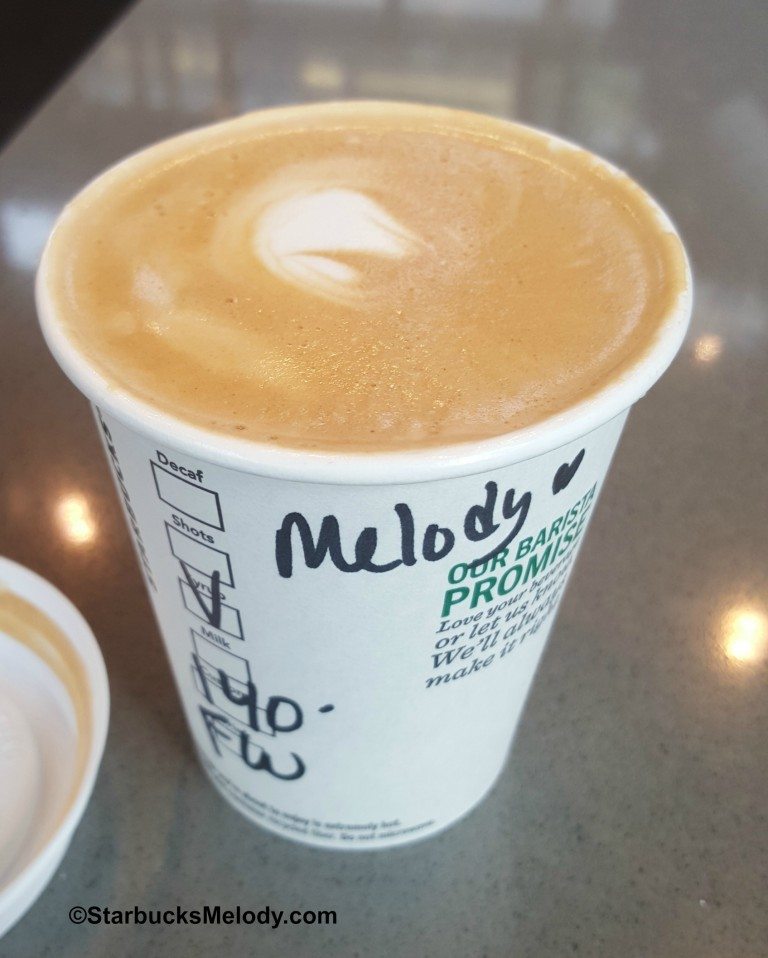 Decaf
Shots
Syrup
V
Milk
140.
FW
Melody
OUR BARISTA
PROMISE
Love your beverage
or let us know.
We'll always
make it right.
©StarbucksMelody.com